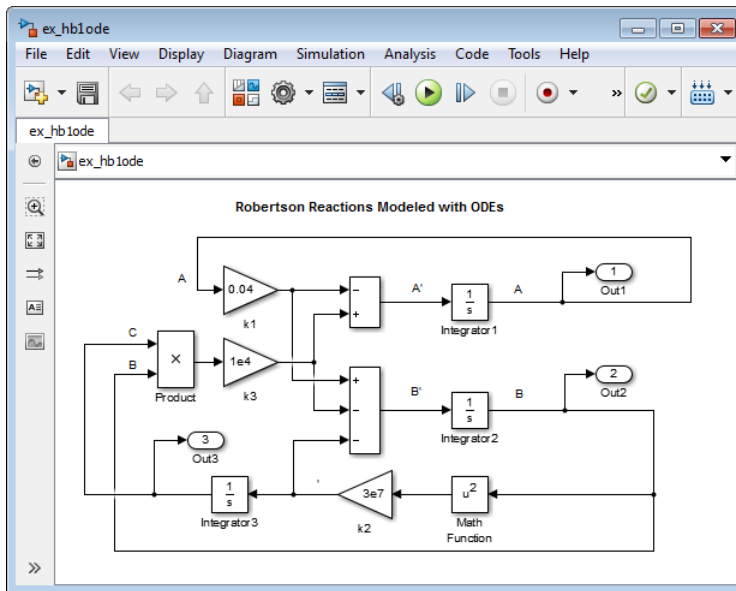 ex_hb1ode
File Edit View Display Diagram Simulation Analysis Code Tools Help
»
ex_hb1ode
ex_hb1ode
Robertson Reactions Modeled with ODEs
A
0.04
k1
−
+
A'
1
s
Integrator1
A
1
Out1
C
B
×
Product
1e4
k3
+
−
−
B'
1
s
Integrator2
B
2
Out2
3
Out3
1
s
Integrator3
'
3e7
k2
u²
Math
Function
A≡
»